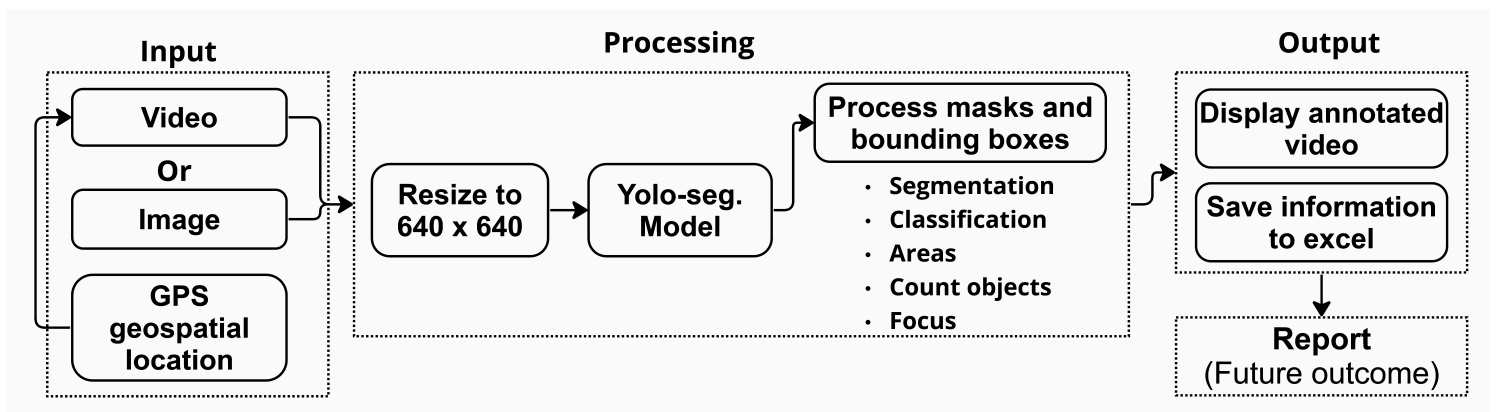 Input
Video
Or
Image
GPS
geospatial
location
Processing
Resize to
640 x 640
Yolo-seg.
Model
Process masks and
bounding boxes
· Segmentation
· Classification
· Areas
· Count objects
· Focus
Output
Display annotated
video
Save information
to excel
Report
(Future outcome)